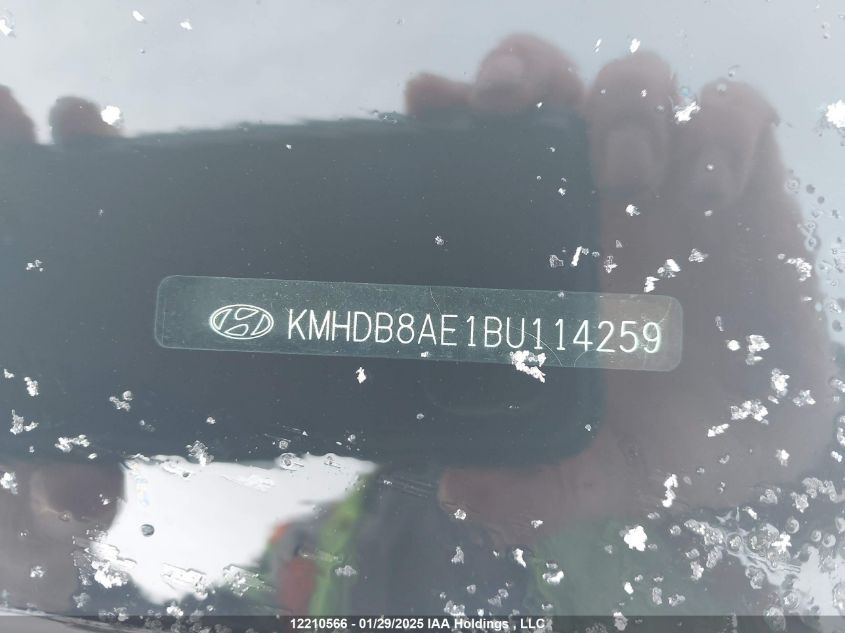 KMHDB8AE1BU114259
12210566 - 01/29/2025 IAA Holdings , LLC